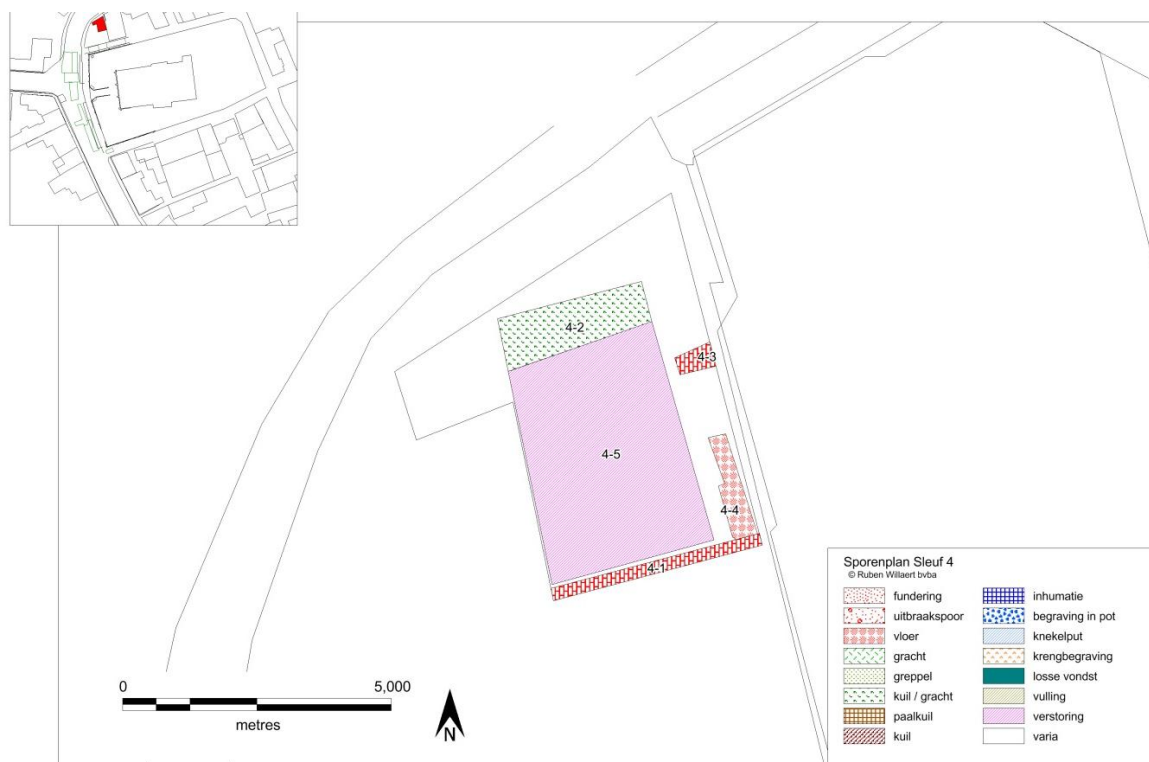 4-2
4-3
4-5
4-4
4-1
0 5,000
metres
N
Sporenplan Sleuf 4
© Ruben Willaert bvba
fundering
uitbraakspoor
vloer
gracht
greppel
kuil / gracht
paalkuil
kuil
inhumatie
begraving in pot
knekelput
krengbegraving
losse vondst
vulling
verstoring
varia